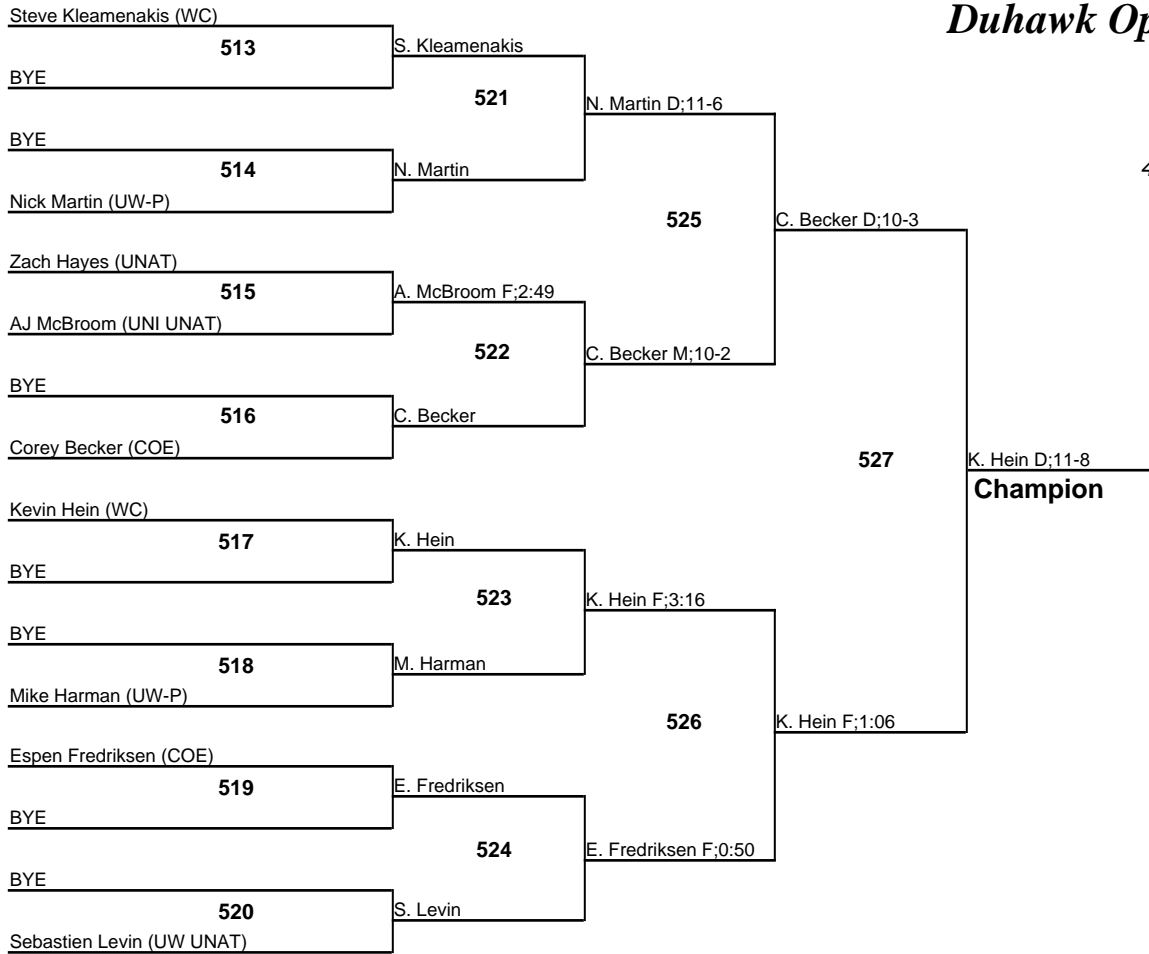 Duhawk Op
4
Steve Kleamenakis (WC)
513
BYE
S. Kleamenakis
521
BYE
514
Nick Martin (UW-P)
N. Martin
N. Martin D;11-6
525
Zach Hayes (UNAT)
515
AJ McBroom (UNI UNAT)
A. McBroom F;2:49
522
BYE
516
Corey Becker (COE)
C. Becker
C. Becker M;10-2
C. Becker D;10-3
527
K. Hein D;11-8
Champion
Kevin Hein (WC)
517
BYE
K. Hein
523
BYE
518
Mike Harman (UW-P)
M. Harman
K. Hein F;3:16
526
K. Hein F;1:06
Espen Fredriksen (COE)
519
BYE
E. Fredriksen
524
E. Fredriksen F;0:50
BYE
520
Sebastien Levin (UW UNAT)
S. Levin